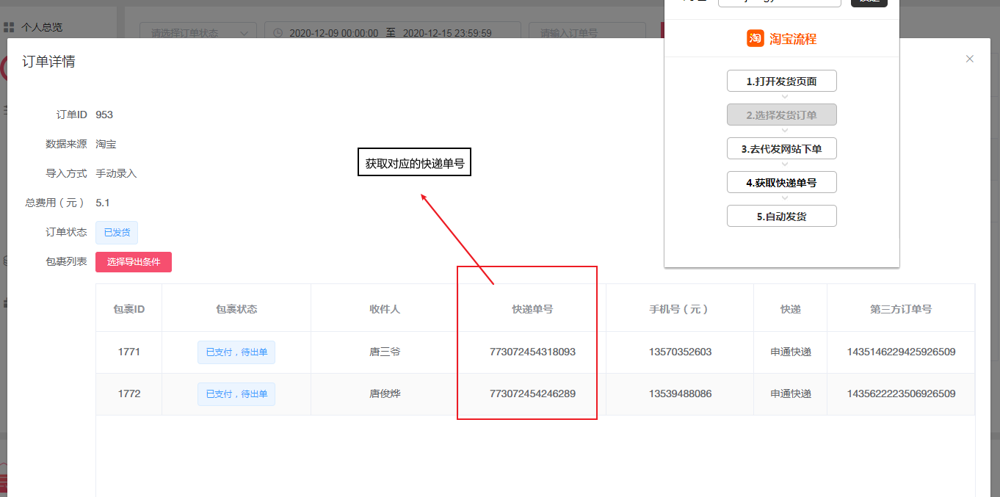 个人总览
请选择订单状态
2020-12-09 00:00:00 至 2020-12-15 23:59:59
请输入订单号
淘 淘宝流程
1.打开发货页面
2.选择发货订单
3.去代发网站下单
4.获取快递单号
5.自动发货
订单详情
订单ID 953
数据来源 淘宝
导入方式 手动录入
总费用（元） 5.1
订单状态 已发货
包裹列表 选择导出条件
获取对应的快递单号
包裹ID 包裹状态 收件人 快递单号 手机号（元） 快递 第三方订单号
1771 已支付，待出单 唐三爷 773072454318093 13570352603 申通快递 1435146229425926509
1772 已支付，待出单 唐俊烨 773072454246289 13539488086 申通快递 1435622223506926509